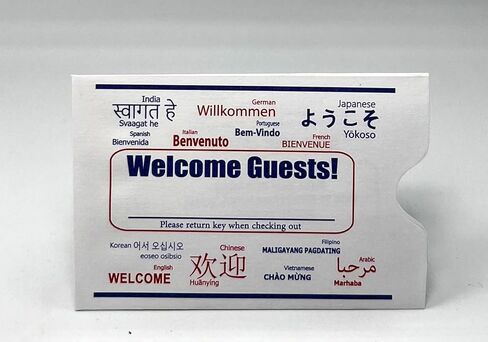 India
स्वागत हे
Svaagat he
German
Willkommen
Japanese
ようこそ
Yōkoso
Spanish
Bienvenida
Italian
Benvenuto
Portuguese
Bem-Vindo
French
BIENVENUE
Welcome Guests!
Please return key when checking out
Korean 어서 오십시오
eoseo osibsio
English
WELCOME
Chinese
欢迎
Huānyíng
Filipino
MALIGAYANG PAGDATING
Vietnamese
CHÀO MỪNG
Arabic
مرحبا
Marhaba